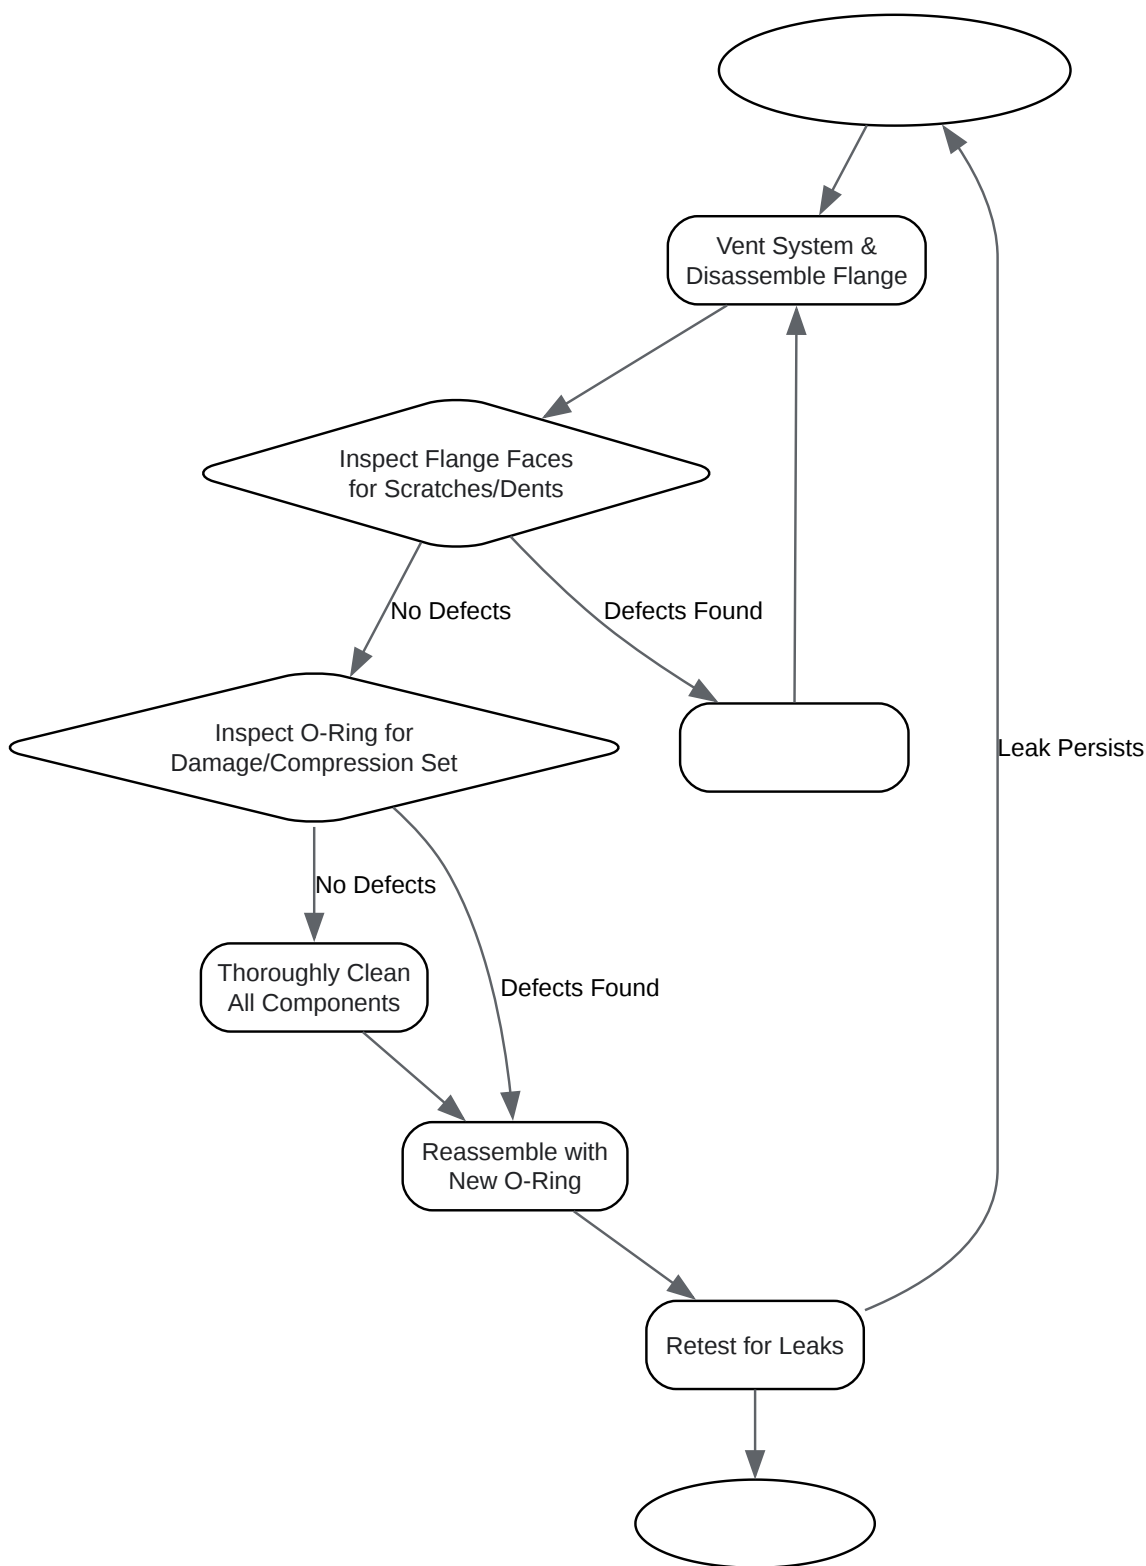 Vent System &
Disassemble Flange
Inspect Flange Faces
for Scratches/Dents
No Defects
Defects Found
Inspect O-Ring for
Damage/Compression Set
Leak Persists
No Defects
Thoroughly Clean
All Components
Defects Found
Reassemble with
New O-Ring
Retest for Leaks